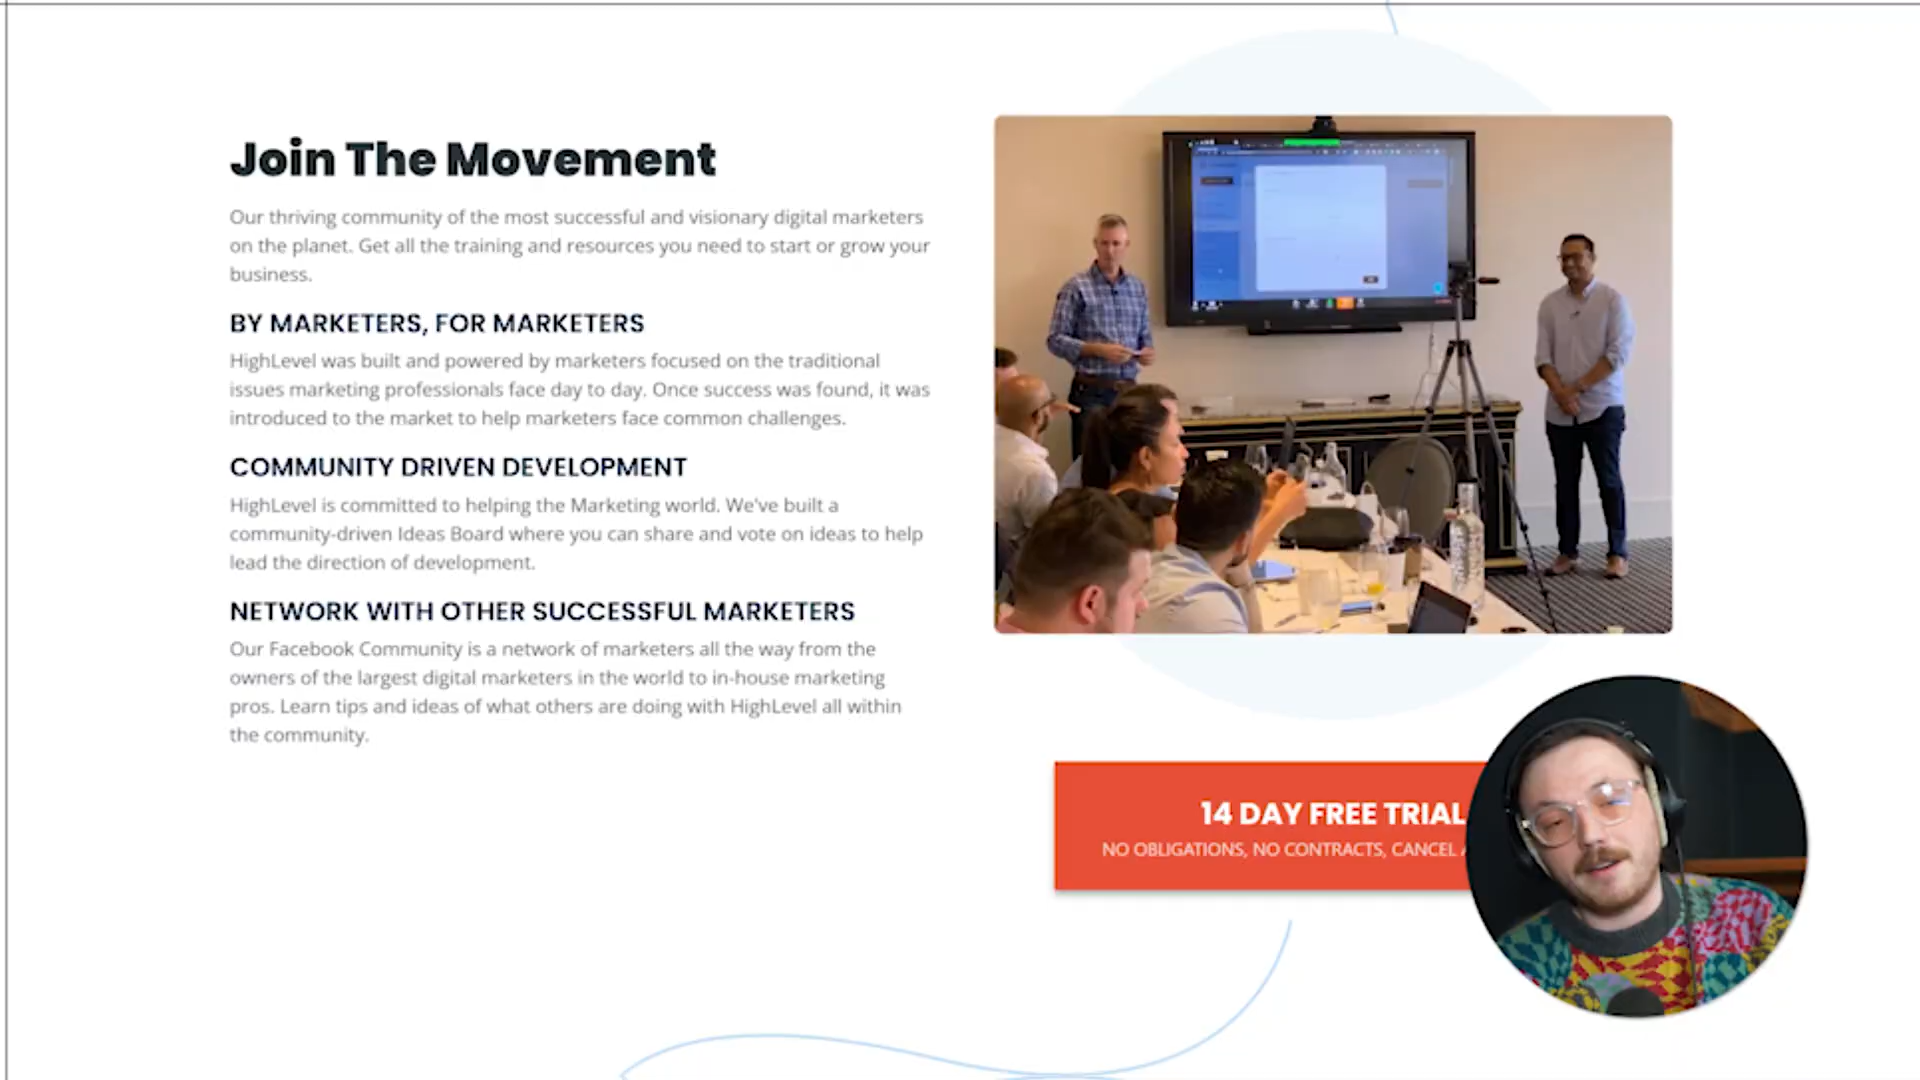 Join The Movement
Our thriving community of the most successful and visionary digital marketers
on the planet. Get all the training and resources you need to start or grow your
business.
BY MARKETERS, FOR MARKETERS
HighLevel was built and powered by marketers focused on the traditional
issues marketing professionals face day to day. Once success was found, it was
introduced to the market to help marketers face common challenges.
COMMUNITY DRIVEN DEVELOPMENT
HighLevel is committed to helping the Marketing world. We've built a
community-driven Ideas Board where you can share and vote on ideas to help
lead the direction of development.
NETWORK WITH OTHER SUCCESSFUL MARKETERS
Our Facebook Community is a network of marketers all the way from the
owners of the largest digital marketers in the world to in-house marketing
pros. Learn tips and ideas of what others are doing with HighLevel all within
the community.
14 DAY FREE TRIAL
NO OBLIGATIONS, NO CONTRACTS, CANCEL